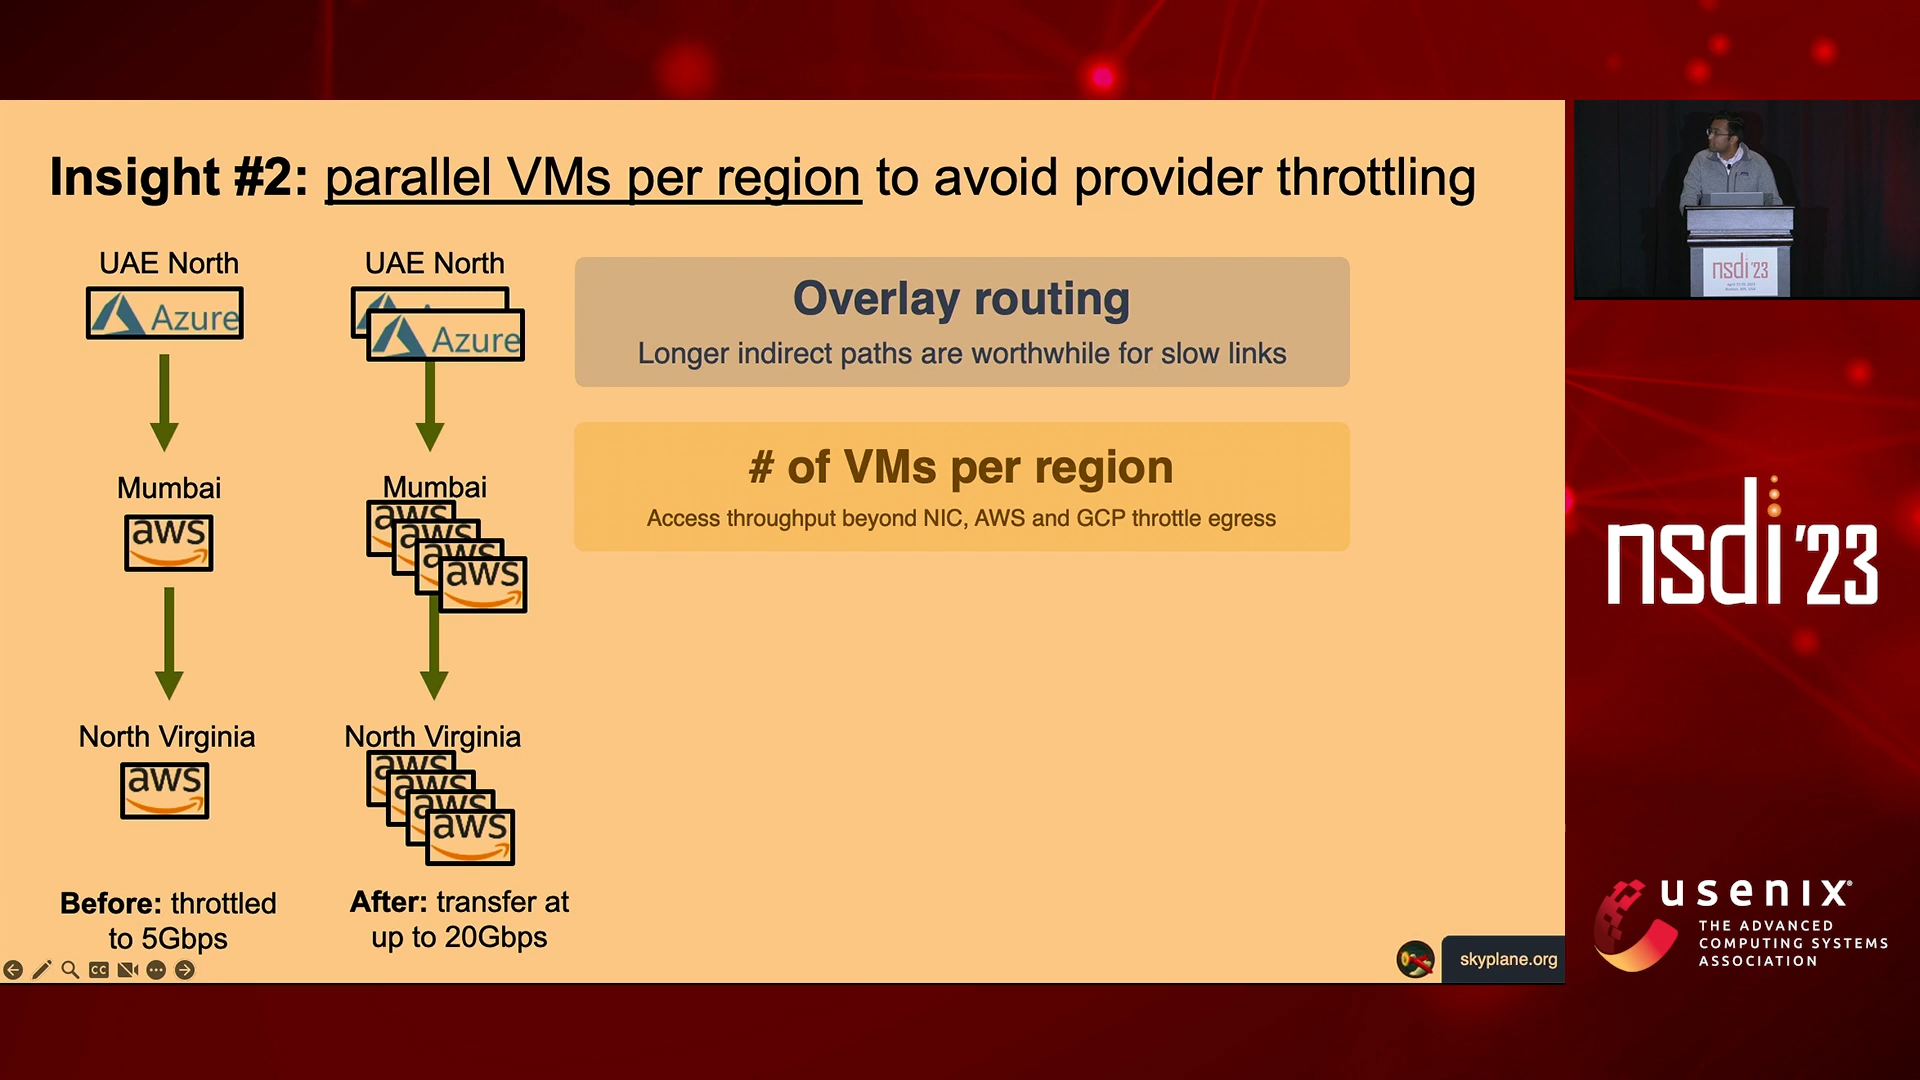 Insight #2: parallel VMs per region to avoid provider throttling
UAE North
Azure
Mumbai
aws
North Virginia
aws
Before: throttled
to 5Gbps
UAE North
Azure
Mumbai
aws
aws
aws
aws
North Virginia
aws
aws
aws
aws
After: transfer at
up to 20Gbps
Overlay routing
Longer indirect paths are worthwhile for slow links
# of VMs per region
Access throughput beyond NIC, AWS and GCP throttle egress
CC
skyplane.org
nsdi '23
nsdi '23
usenix
THE ADVANCED
COMPUTING SYSTEMS
ASSOCIATION